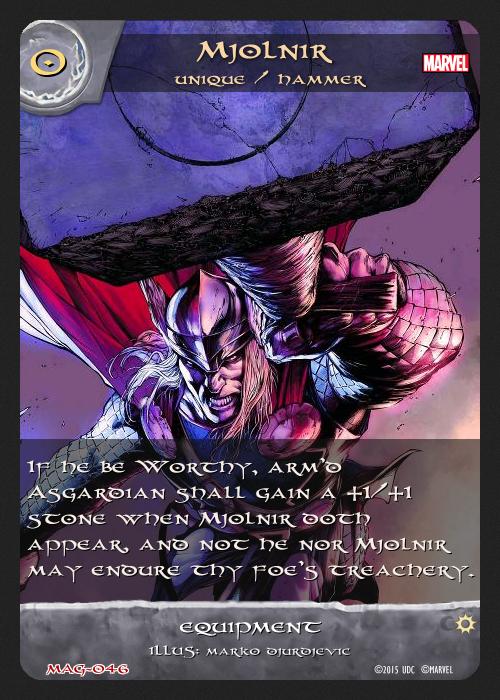 Mjolnir
MARVEL
Unique / Hammer
If he be Worthy, arm'd
Asgardian shall gain a +1/+1
stone when Mjolnir doth
appear, and not he nor Mjolnir
may endure thy foe's treachery.
Equipment
Illus: Marko Djurdjevic
MAG-046
©2015 UDC ©MARVEL